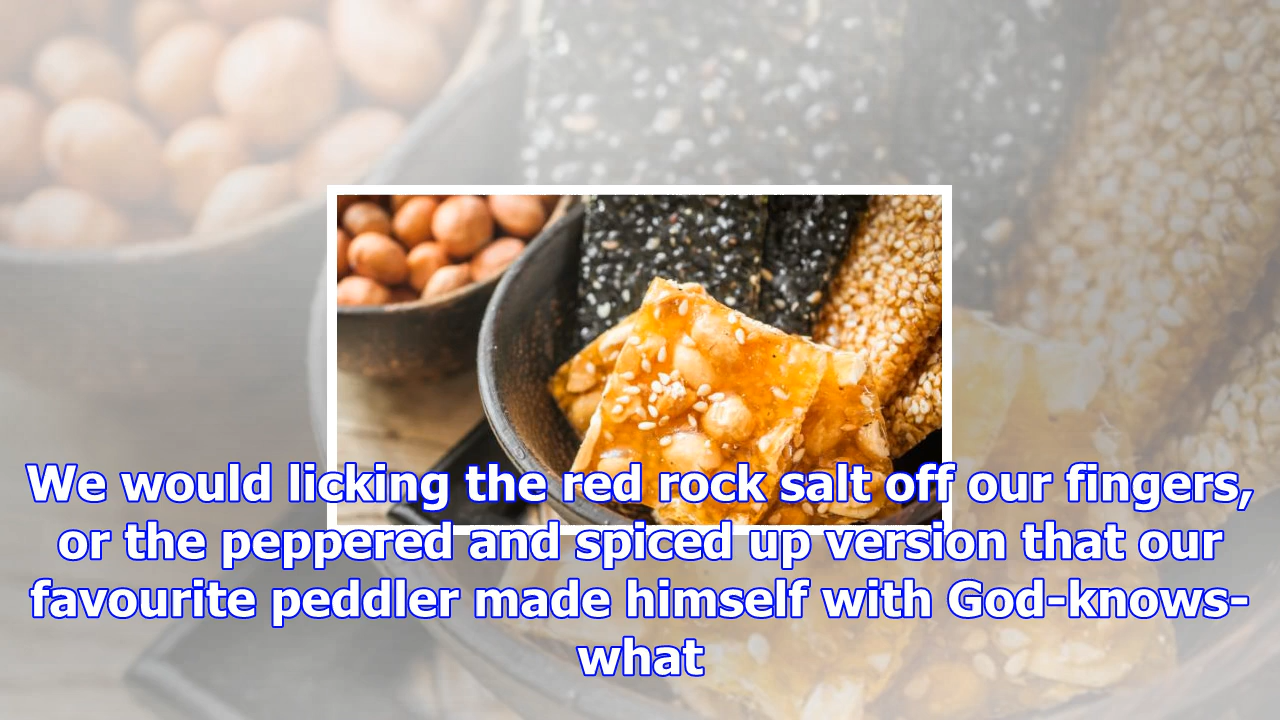 We would licking the red rock salt off our fingers,
or the peppered and spiced up version that our
favourite peddler made himself with God-knows-
what